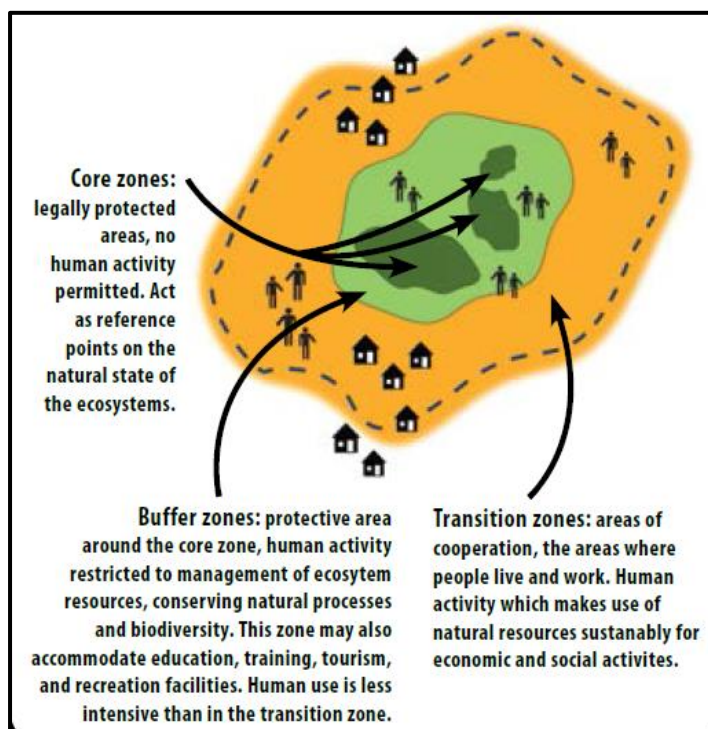 Core zones:
legally protected
areas, no
human activity
permitted. Act
as reference
points on the
natural state of
the ecosystems.
Buffer zones: protective area
around the core zone, human activity
restricted to management of ecosytem
resources, conserving natural processes
and biodiversity. This zone may also
accommodate education, training, tourism,
and recreation facilities. Human use is less
intensive than in the transition zone.
Transition zones: areas of
cooperation, the areas where
people live and work. Human
activity which makes use of
natural resources sustanably for
economic and social activites.